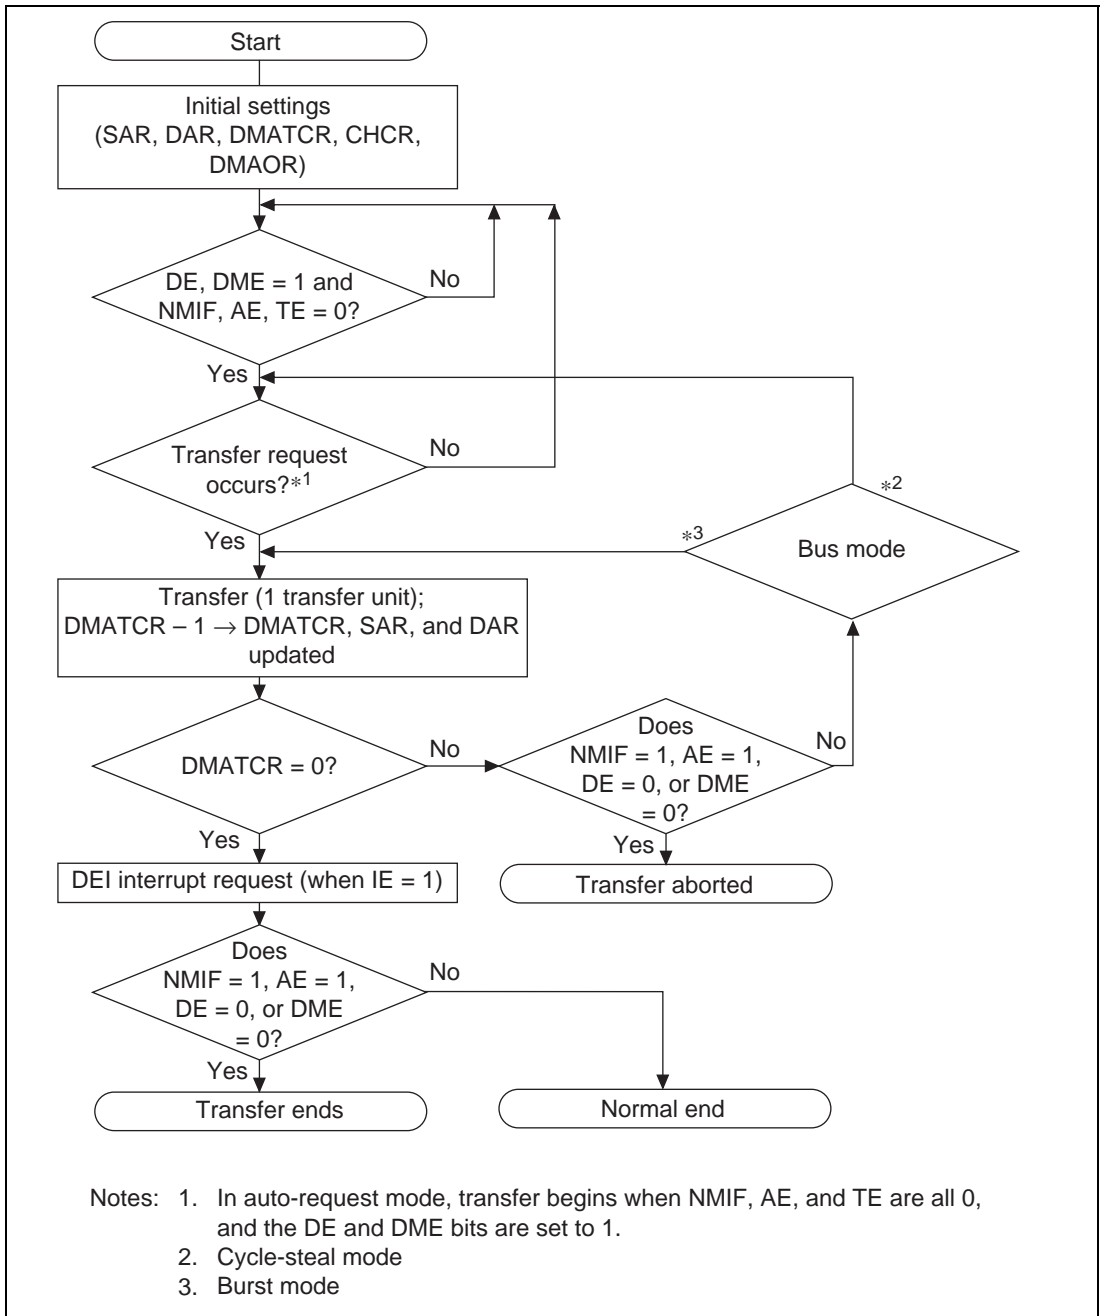 Start
Initial settings
(SAR, DAR, DMATCR, CHCR,
DMAOR)
DE, DME = 1 and
NMIF, AE, TE = 0?
No
Yes
Transfer request
occurs?*1
No
Yes
*2
*3
Bus mode
Transfer (1 transfer unit);
DMATCR – 1 → DMATCR, SAR, and DAR
updated
DMATCR = 0?
No
Does
NMIF = 1, AE = 1,
DE = 0, or DME
= 0?
No
Yes
Yes
DEI interrupt request (when IE = 1)
Transfer aborted
Does
NMIF = 1, AE = 1,
DE = 0, or DME
= 0?
No
Yes
Transfer ends
Normal end
Notes: 1. In auto-request mode, transfer begins when NMIF, AE, and TE are all 0,
and the DE and DME bits are set to 1.
2. Cycle-steal mode
3. Burst mode